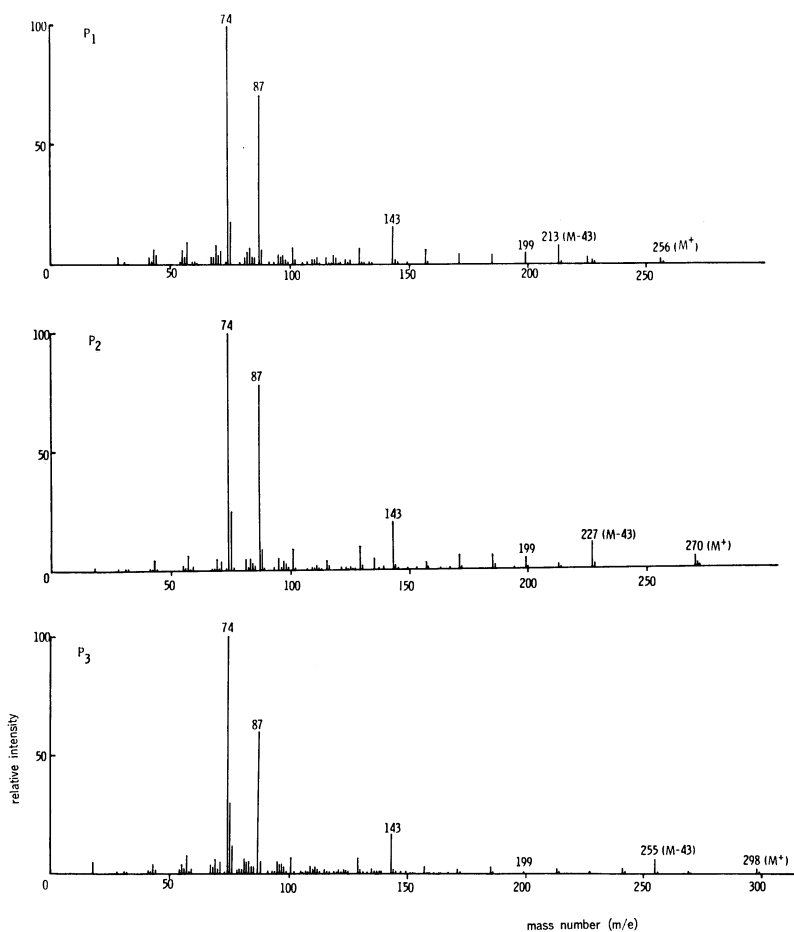 P1
100
50
74
87
143
199
213 (M-43)
256 (M+)
0 50 100 150 200 250
P2
100
50
74
87
143
199
227 (M-43)
270 (M+)
0 50 100 150 200 250
P3
100
50
relative intensity
74
87
143
199
255 (M-43)
298 (M+)
0 50 100 150 200 250 300
mass number (m/e)